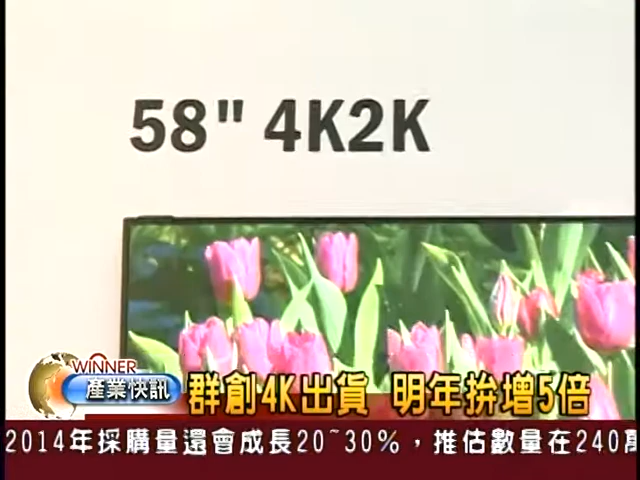 58" 4K2K
WINNER
產業快訊
群創4K出貨 明年拚增5倍
2014年採購量還會成長20~30%，推估數量在240萬